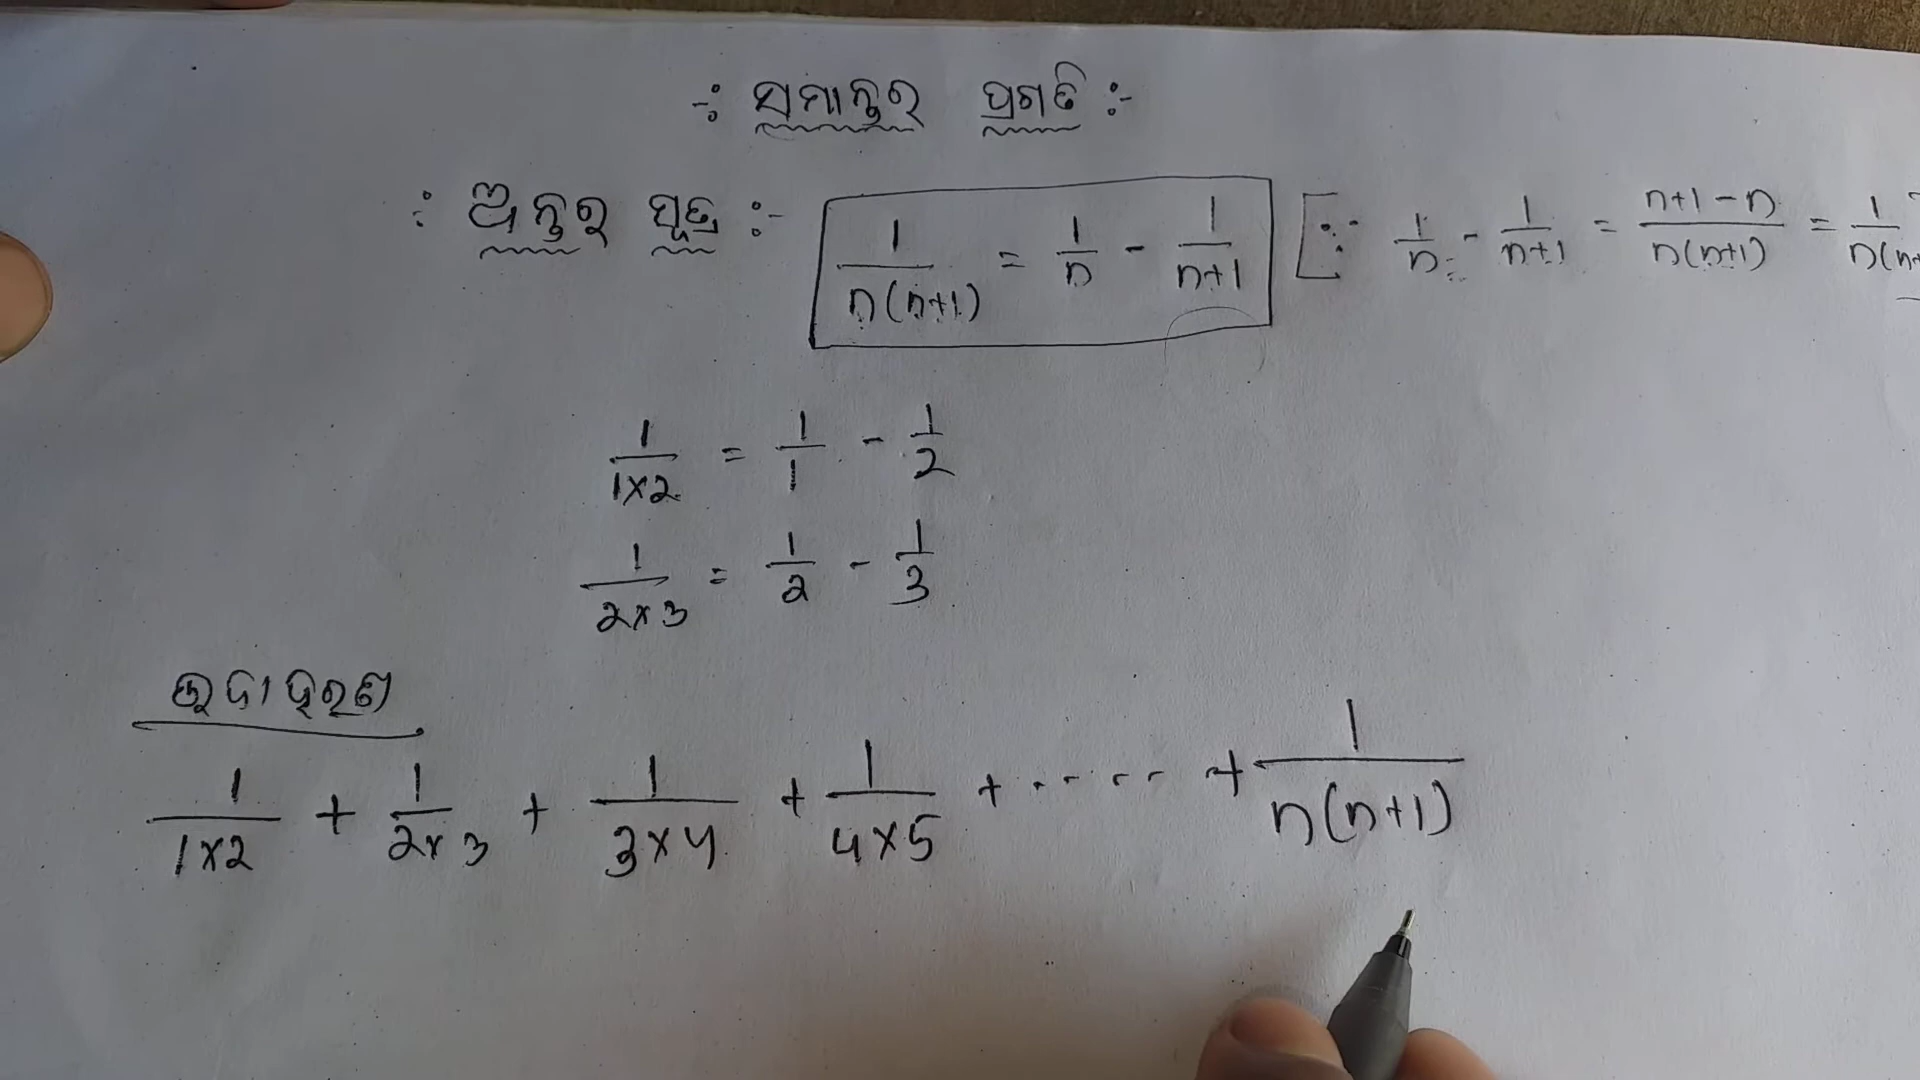 -: ସମାନ୍ତର ପ୍ରଗତି :-
: ଅନ୍ତର ସୂତ୍ର :- 1/n(n+1) = 1/n - 1/n+1 [∵ 1/n - 1/n+1 = n+1-n/n(n+1) = 1/n(n+
1/1×2 = 1/1 - 1/2
1/2×3 = 1/2 - 1/3
ଉଦାହରଣ
1/1×2 + 1/2×3 + 1/3×4 + 1/4×5 + ..... + 1/n(n+1)